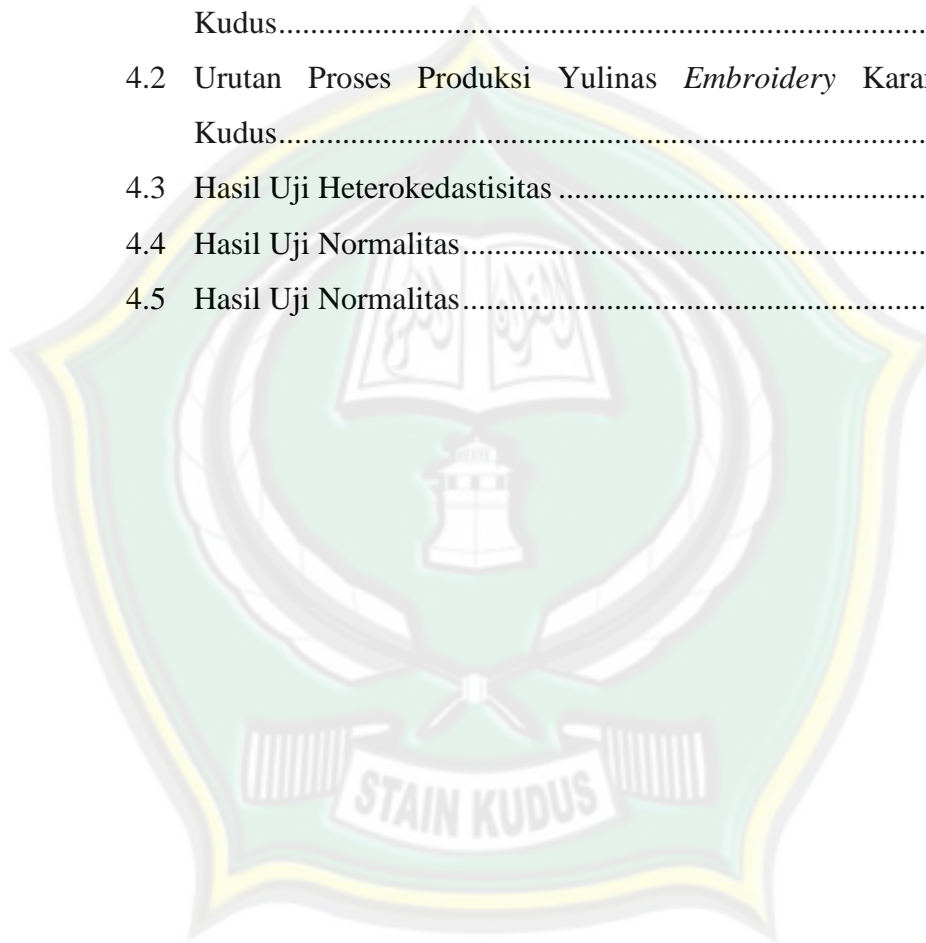 Kudus..........................................................................................
4.2 Urutan Proses Produksi Yulinas Embroidery
Kudus..........................................................................................
4.3 Hasil Uji Heterokedastisitas ....................................................
4.4 Hasil Uji Normalitas..................................................................
4.5 Hasil Uji Normalitas..................................................................
STAIN KUDUS